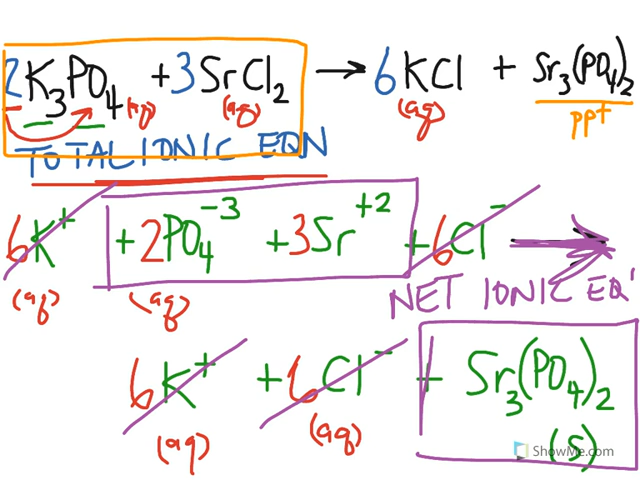 2K₃PO₄ + 3SrCl₂ → 6KCl + Sr₃(PO₄)₂
(aq) (aq) (aq) ppt
TOTAL IONIC EQN
6K⁺ + 2PO₄⁻³ + 3Sr⁺² + 6Cl⁻ →
(aq) (aq)
NET IONIC EQ'
6K⁺ + 6Cl⁻ + Sr₃(PO₄)₂
(aq) (aq) (s)
ShowMe.com